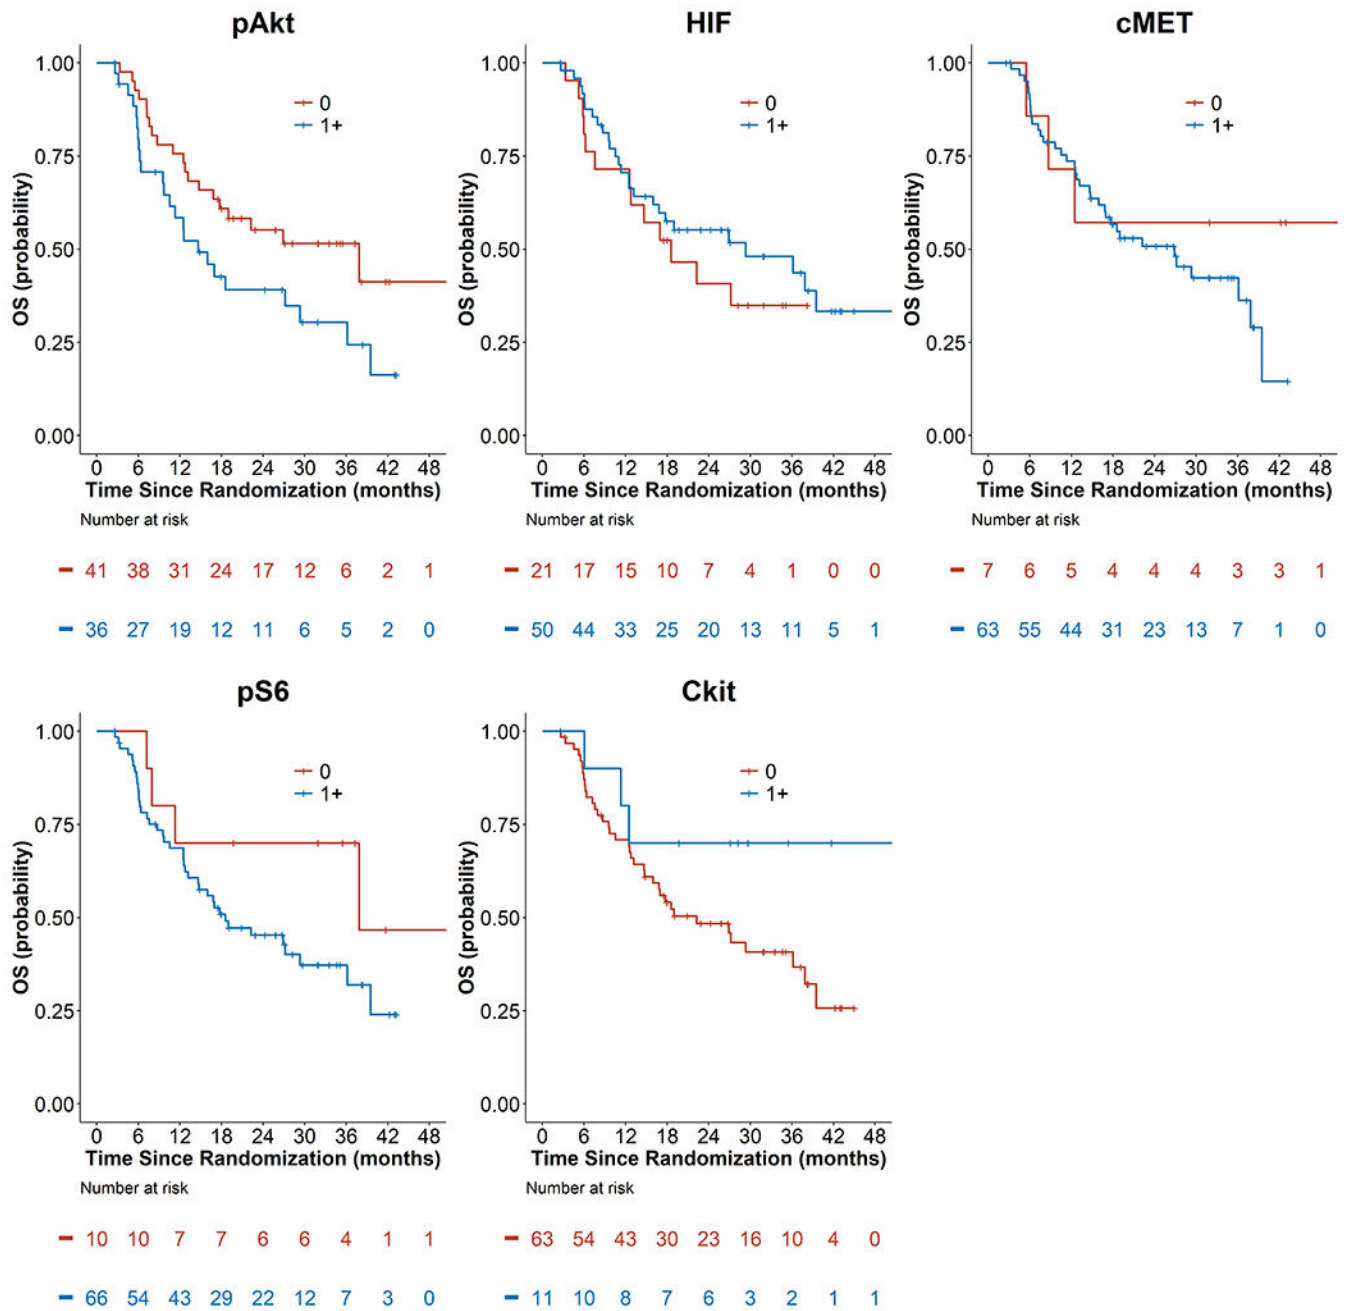 pAkt
HIF
cMET
OS (probability)
1.00
0.75
0.50
0.25
0.00
0
1+
0 6 12 18 24 30 36 42 48
Time Since Randomization (months)
Number at risk
41 38 31 24 17 12 6 2 1
36 27 19 12 11 6 5 2 0
OS (probability)
1.00
0.75
0.50
0.25
0.00
0
1+
0 6 12 18 24 30 36 42 48
Time Since Randomization (months)
Number at risk
21 17 15 10 7 4 1 0 0
50 44 33 25 20 13 11 5 1
OS (probability)
1.00
0.75
0.50
0.25
0.00
0
1+
0 6 12 18 24 30 36 42 48
Time Since Randomization (months)
Number at risk
7 6 5 4 4 4 3 3 1
63 55 44 31 23 13 7 1 0
pS6
OS (probability)
1.00
0.75
0.50
0.25
0.00
0
1+
0 6 12 18 24 30 36 42 48
Time Since Randomization (months)
Number at risk
10 10 7 7 6 6 4 1 1
66 54 43 29 22 12 7 3 0
Ckit
OS (probability)
1.00
0.75
0.50
0.25
0.00
0
1+
0 6 12 18 24 30 36 42 48
Time Since Randomization (months)
Number at risk
63 54 43 30 23 16 10 4 0
11 10 8 7 6 3 2 1 1